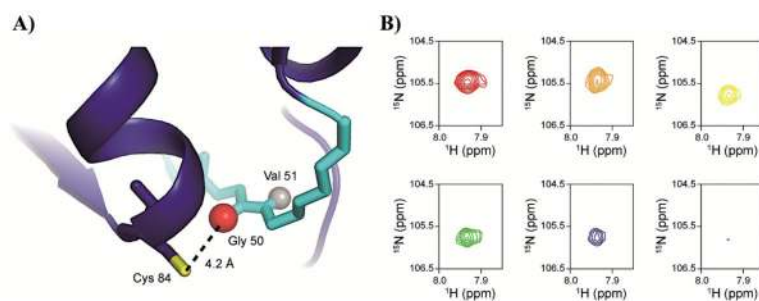 A)
Val 51
Gly 50
Cys 84
4.2 Å
B)
¹⁵N (ppm)
104.5
105.5
106.5
8.0 7.9
¹H (ppm)
¹⁵N (ppm)
104.5
105.5
106.5
8.0 7.9
¹H (ppm)
¹⁵N (ppm)
104.5
105.5
106.5
8.0 7.9
¹H (ppm)
¹⁵N (ppm)
104.5
105.5
106.5
8.0 7.9
¹H (ppm)
¹⁵N (ppm)
104.5
105.5
106.5
8.0 7.9
¹H (ppm)
¹⁵N (ppm)
104.5
105.5
106.5
8.0 7.9
¹H (ppm)